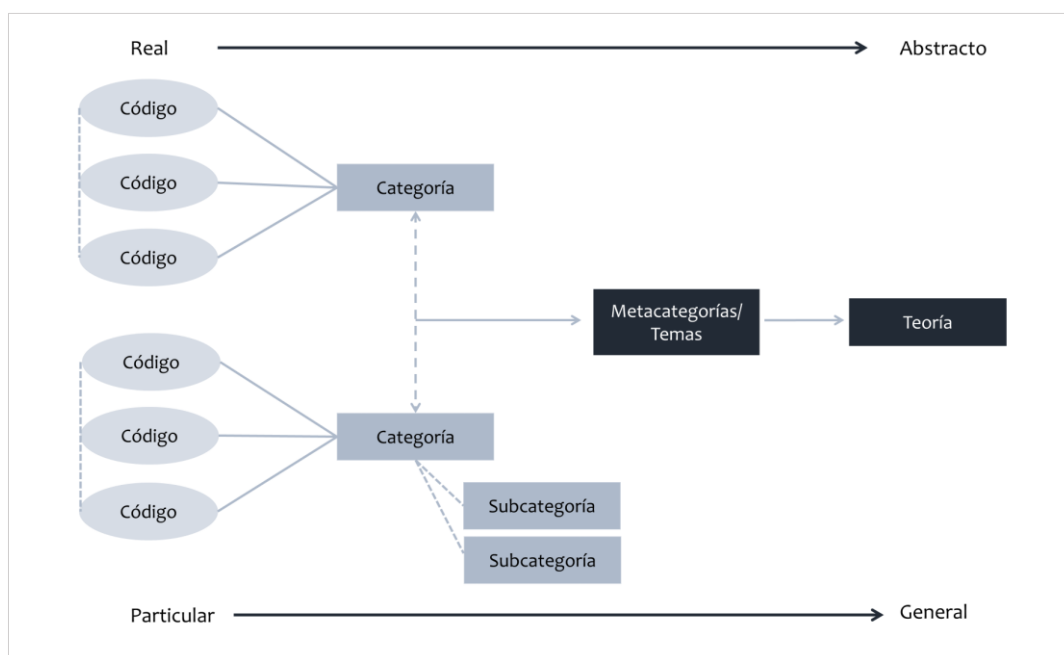 Real
Abstracto
Código
Código
Código
Categoría
Metacategorías/
Temas
Teoría
Código
Código
Código
Categoría
Subcategoría
Subcategoría
Particular
General